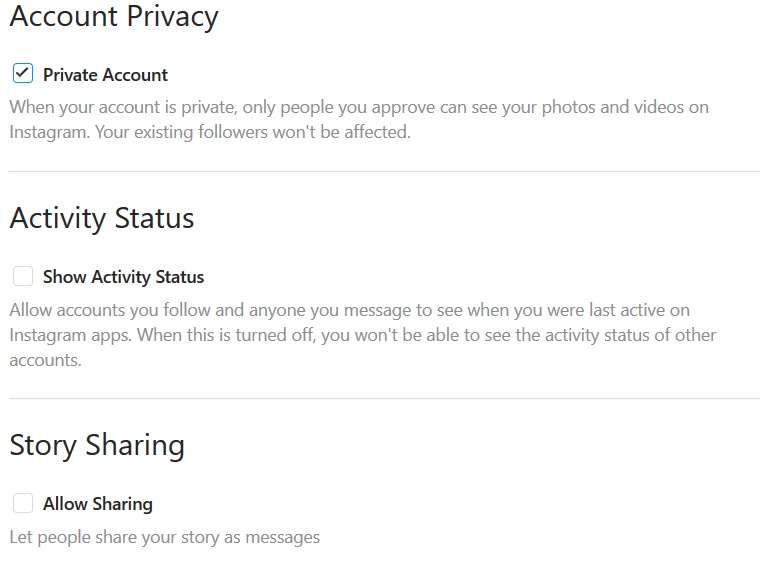 Account Privacy
Private Account
When your account is private, only people you approve can see your photos and videos on
Instagram. Your existing followers won't be affected.
Activity Status
Show Activity Status
Allow accounts you follow and anyone you message to see when you were last active on
Instagram apps. When this is turned off, you won't be able to see the activity status of other
accounts.
Story Sharing
Allow Sharing
Let people share your story as messages